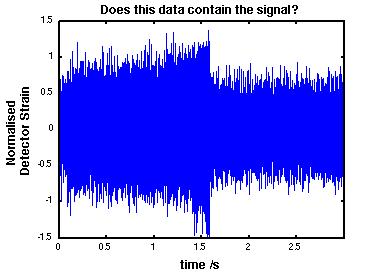 Does this data contain the signal?
1.5
1
0.5
0
-0.5
-1
-1.5
Normalised
Detector Strain
0 0.5 1 1.5 2 2.5
time /s